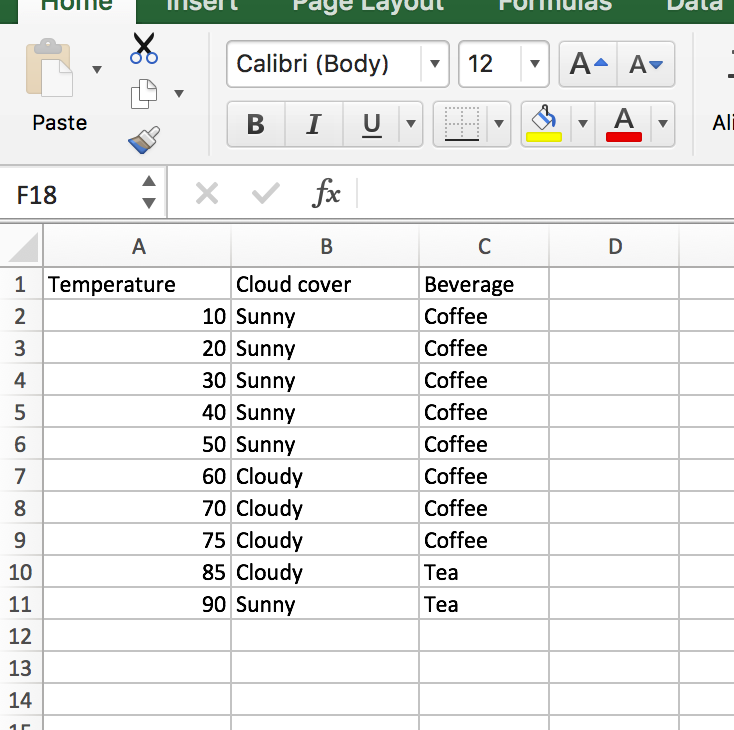 Home Insert Page Layout Formulas Data
Calibri (Body) 12 A A
Paste B I U A
F18 fx
A B C D
1 Temperature Cloud cover Beverage
2 10 Sunny Coffee
3 20 Sunny Coffee
4 30 Sunny Coffee
5 40 Sunny Coffee
6 50 Sunny Coffee
7 60 Cloudy Coffee
8 70 Cloudy Coffee
9 75 Cloudy Coffee
10 85 Cloudy Tea
11 90 Sunny Tea
12
13
14